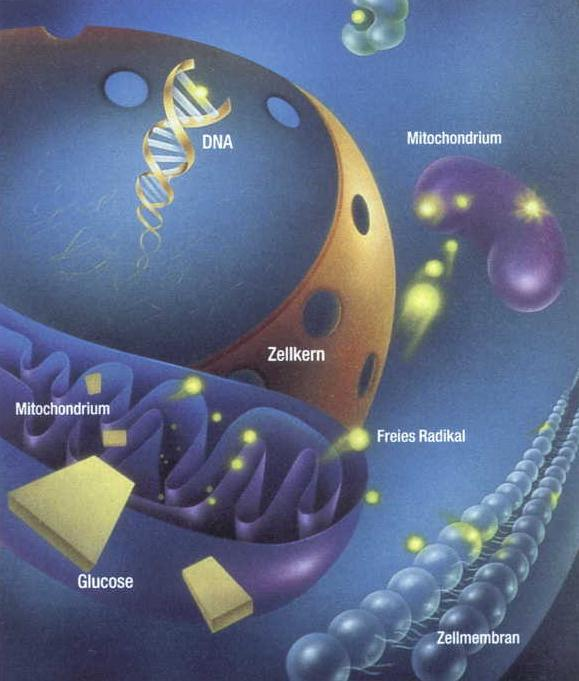 DNA
Mitochondrium
Zellkern
Mitochondrium
Freies Radikal
Glucose
Zellmembran